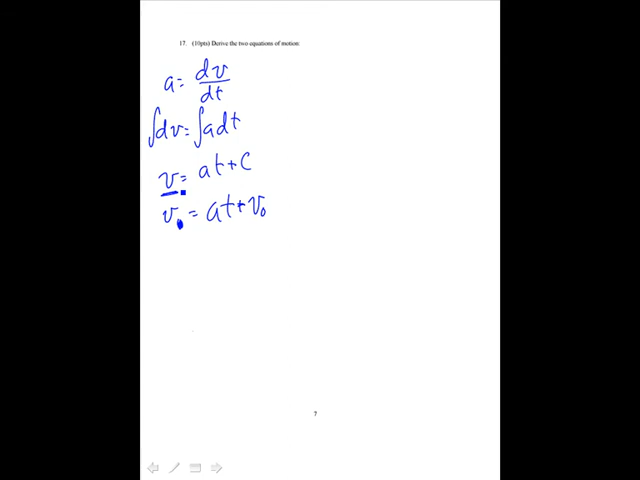 17. (10pts) Derive the two equations of motion:
a = dv/dt
∫dv = ∫a dt
v = at + C
v. = at + v₀
7